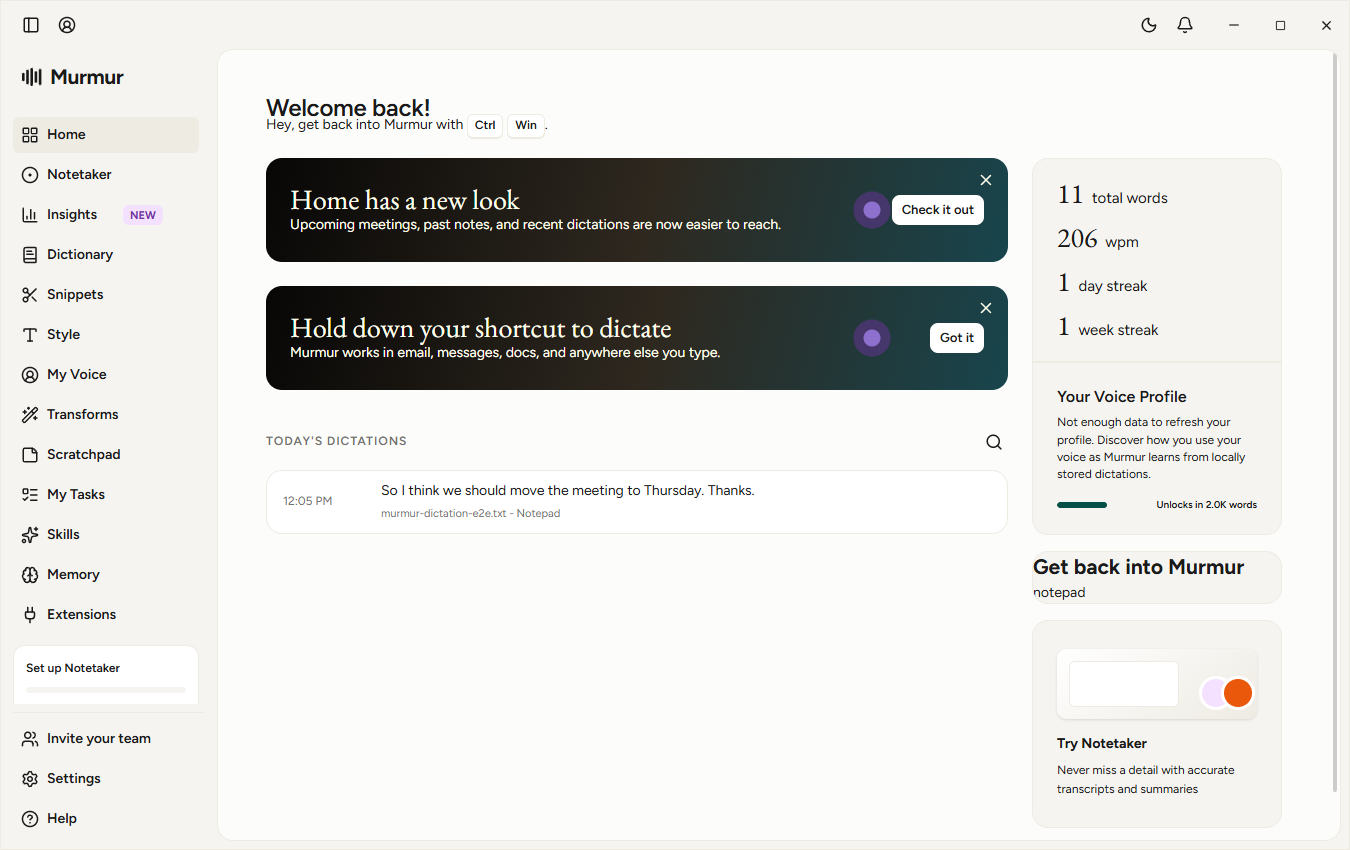 Murmur
Home
Notetaker
Insights NEW
Dictionary
Snippets
Style
My Voice
Transforms
Scratchpad
My Tasks
Skills
Memory
Extensions
Set up Notetaker
Invite your team
Settings
Help
Welcome back!
Hey, get back into Murmur with Ctrl Win .
Home has a new look
Upcoming meetings, past notes, and recent dictations are now easier to reach.
Check it out
Hold down your shortcut to dictate
Murmur works in email, messages, docs, and anywhere else you type.
Got it
TODAY'S DICTATIONS
12:05 PM
So I think we should move the meeting to Thursday. Thanks.
murmur-dictation-e2e.txt - Notepad
11 total words
206 wpm
1 day streak
1 week streak
Your Voice Profile
Not enough data to refresh your
profile. Discover how you use your
voice as Murmur learns from locally
stored dictations.
Unlocks in 2.0K words
Get back into Murmur
notepad
Try Notetaker
Never miss a detail with accurate
transcripts and summaries